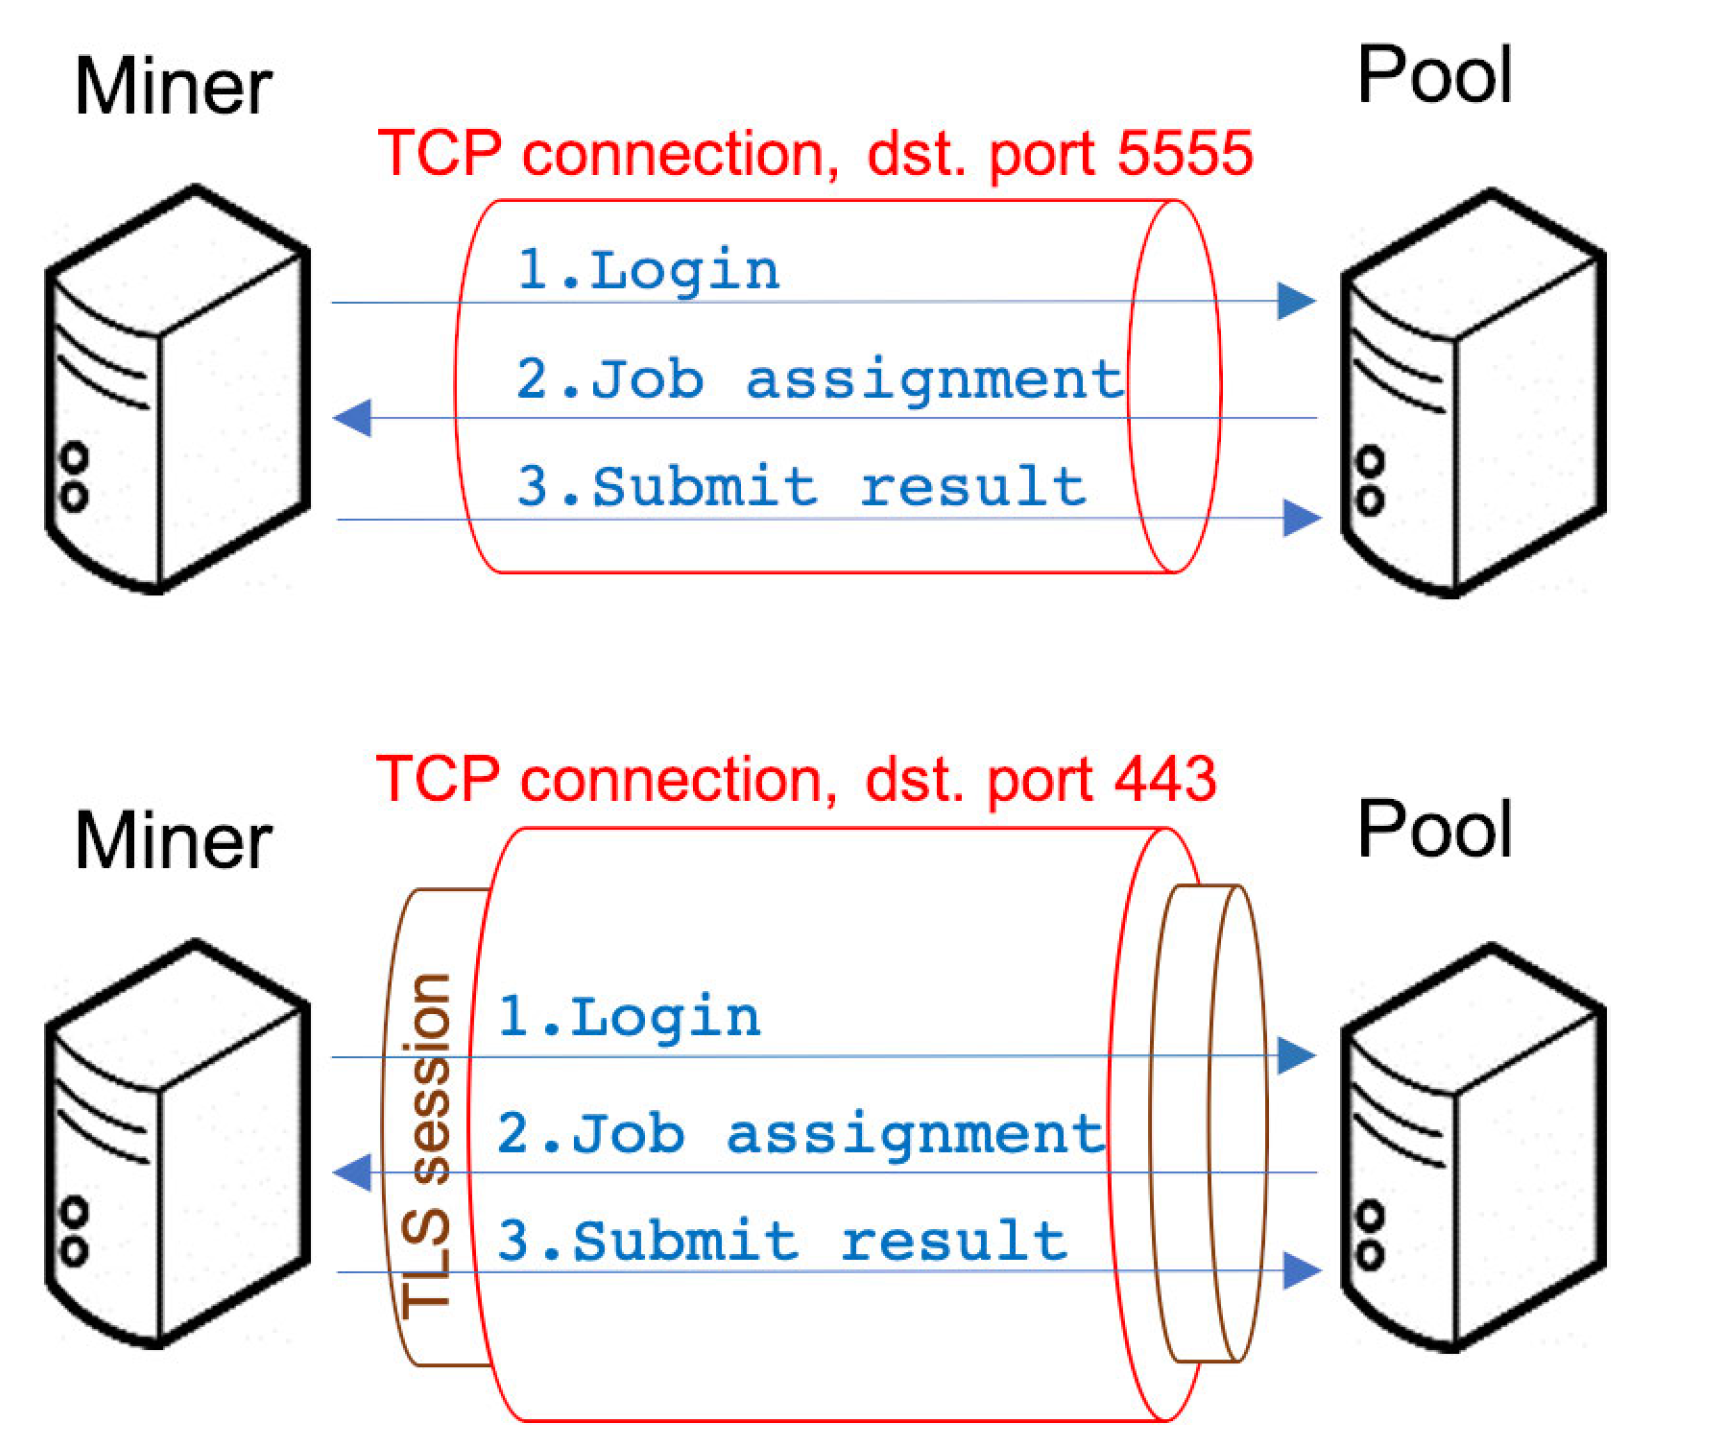 Miner
Pool
TCP connection, dst. port 5555
1.Login
2.Job assignment
3.Submit result
TCP connection, dst. port 443
Miner
Pool
TLS session
1.Login
2.Job assignment
3.Submit result